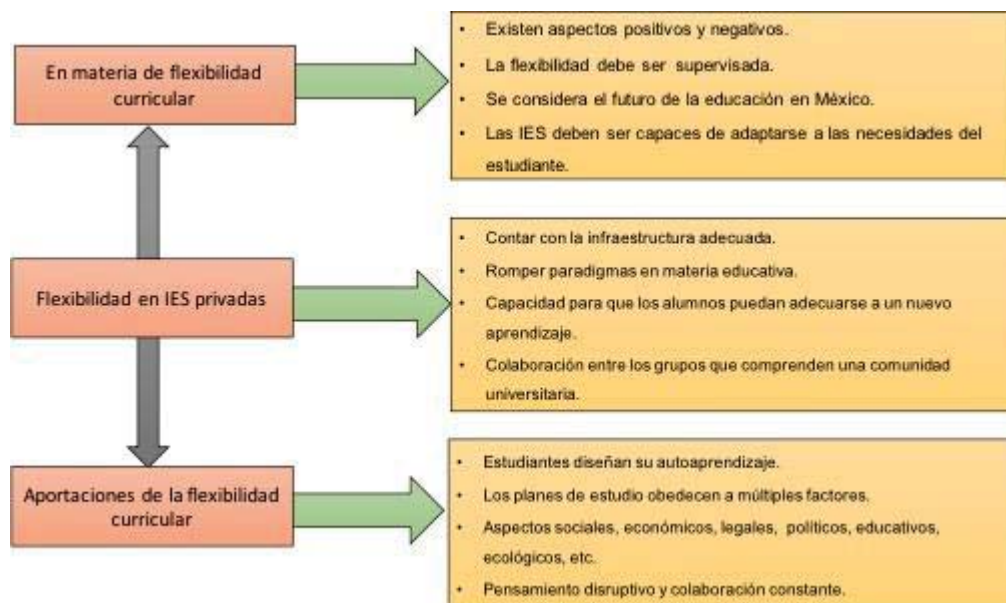 En materia de flexibilidad
curricular
• Existen aspectos positivos y negativos.
• La flexibilidad debe ser supervisada.
• Se considera el futuro de la educación en México.
• Las IES deben ser capaces de adaptarse a las necesidades del
estudiante.
Flexibilidad en IES privadas
• Contar con la infraestructura adecuada.
• Romper paradigmas en materia educativa.
• Capacidad para que los alumnos puedan adecuarse a un nuevo
aprendizaje.
• Colaboración entre los grupos que comprenden una comunidad
universitaria.
Aportaciones de la flexibilidad
curricular
• Estudiantes diseñan su autoaprendizaje.
• Los planes de estudio obedecen a múltiples factores.
• Aspectos sociales, económicos, legales, políticos, educativos,
ecológicos, etc.
• Pensamiento disruptivo y colaboración constante.